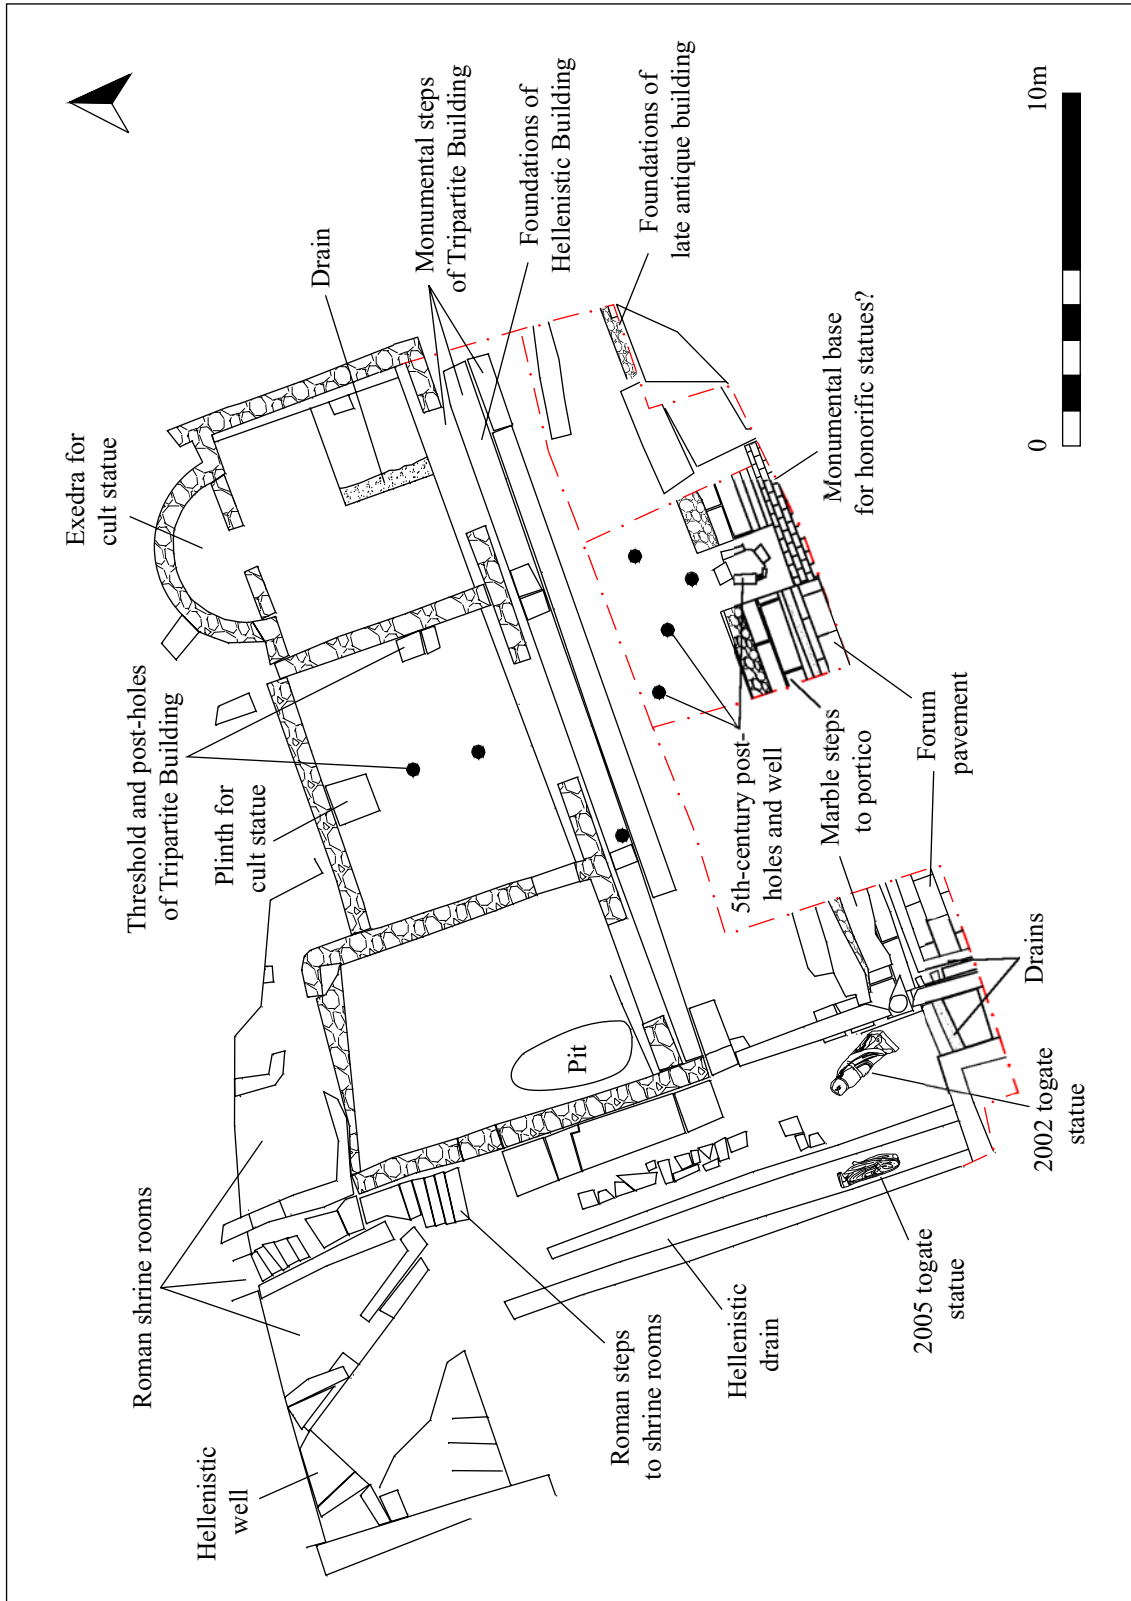 Hellenistic
well
Roman shrine rooms
Threshold and post-holes
of Tripartite Building
Plinth for
cult statue
Exedra for
cult statue
Drain
Monumental steps
of Tripartite Building
Foundations of
Hellenistic Building
Foundations of
late antique building
Pit
Roman steps
to shrine rooms
Hellenistic
drain
2005 togate
statue
2002 togate
statue
Drains
5th-century post-
holes and well
Marble steps
to portico
Forum
pavement
Monumental base
for honorific statues?
0
10m